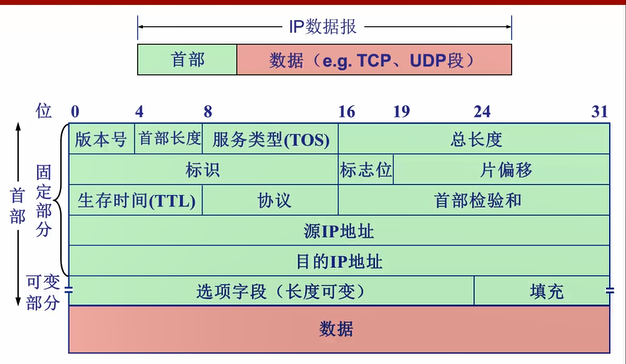 IP数据报
首部 数据（e.g. TCP、UDP段）
位 0 4 8 16 19 24 31
版本号 首部长度 服务类型(TOS) 总长度
标识 标志位 片偏移
生存时间(TTL) 协议 首部检验和
源IP地址
目的IP地址
选项字段（长度可变） 填充
数据
首部
固定部分
可变
部分